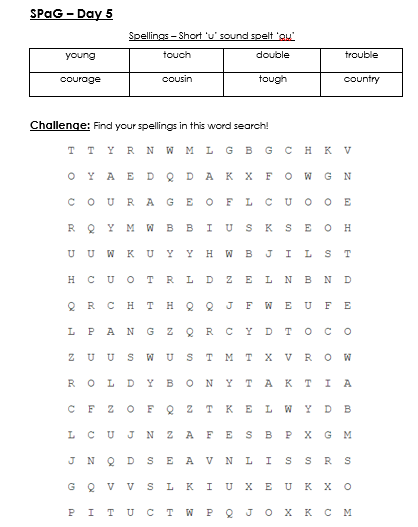 SPaG – Day 5
Spellings – Short ‘u’ sound spelt ‘ou’
young touch double trouble
courage cousin tough country
Challenge: Find your spellings in this word search!
T T Y R N W M L G B G C H K V
O Y A E D Q D A K X F O W G N
C O U R A G E O F L C U O O E
R Q Y M W B B I U S K S E O H
U U W K U Y Y H W B J I L S T
H C U O T R L D Z E L N B N D
Q R C H T H Q Q J F W E U F E
L P A N G Z Q R C Y D T O C O
Z U U S W U S T M T X V R O W
R O L D Y B O N Y T A K T I A
C F Z O F Q Z T K E L W Y D B
L C U J N Z A F E S B P X G M
J N Q D S E A V N L I S S R S
G Q V V S L K I U X E U K X O
P I T U C T W P Q J O X K C M